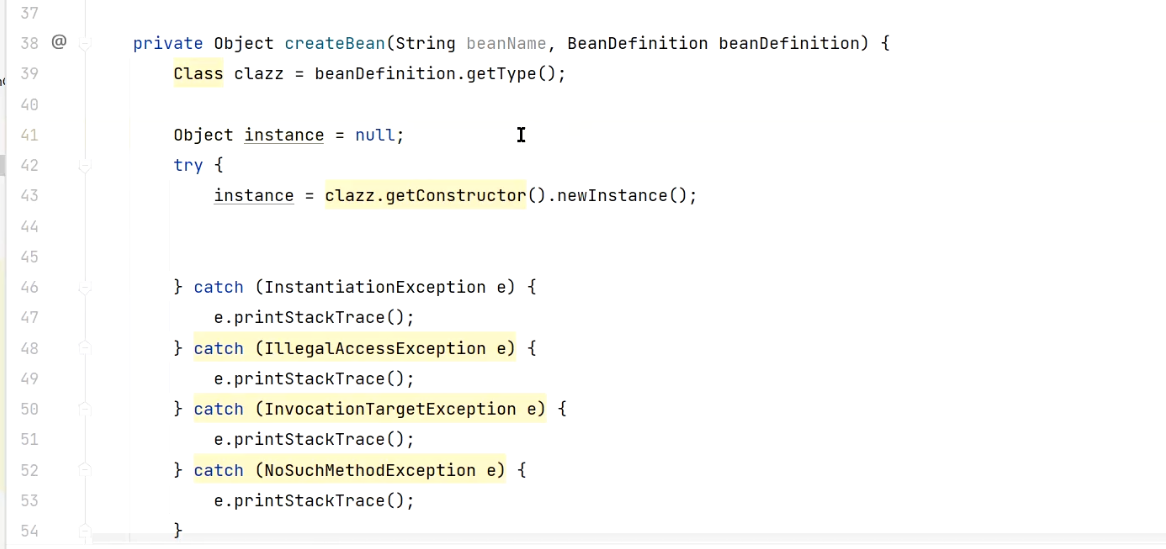 37
38 @ private Object createBean(String beanName, BeanDefinition beanDefinition) {
39 Class clazz = beanDefinition.getType();
40
41 Object instance = null;
42 try {
43 instance = clazz.getConstructor().newInstance();
44
45
46 } catch (InstantiationException e) {
47 e.printStackTrace();
48 } catch (IllegalAccessException e) {
49 e.printStackTrace();
50 } catch (InvocationTargetException e) {
51 e.printStackTrace();
52 } catch (NoSuchMethodException e) {
53 e.printStackTrace();
54 }